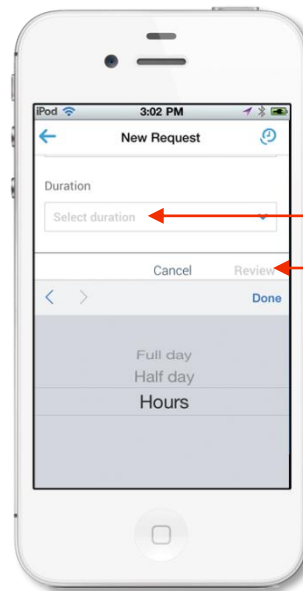 iPod 3:02 PM
New Request
Duration
Select duration
Cancel Review
Done
Full day
Half day
Hours